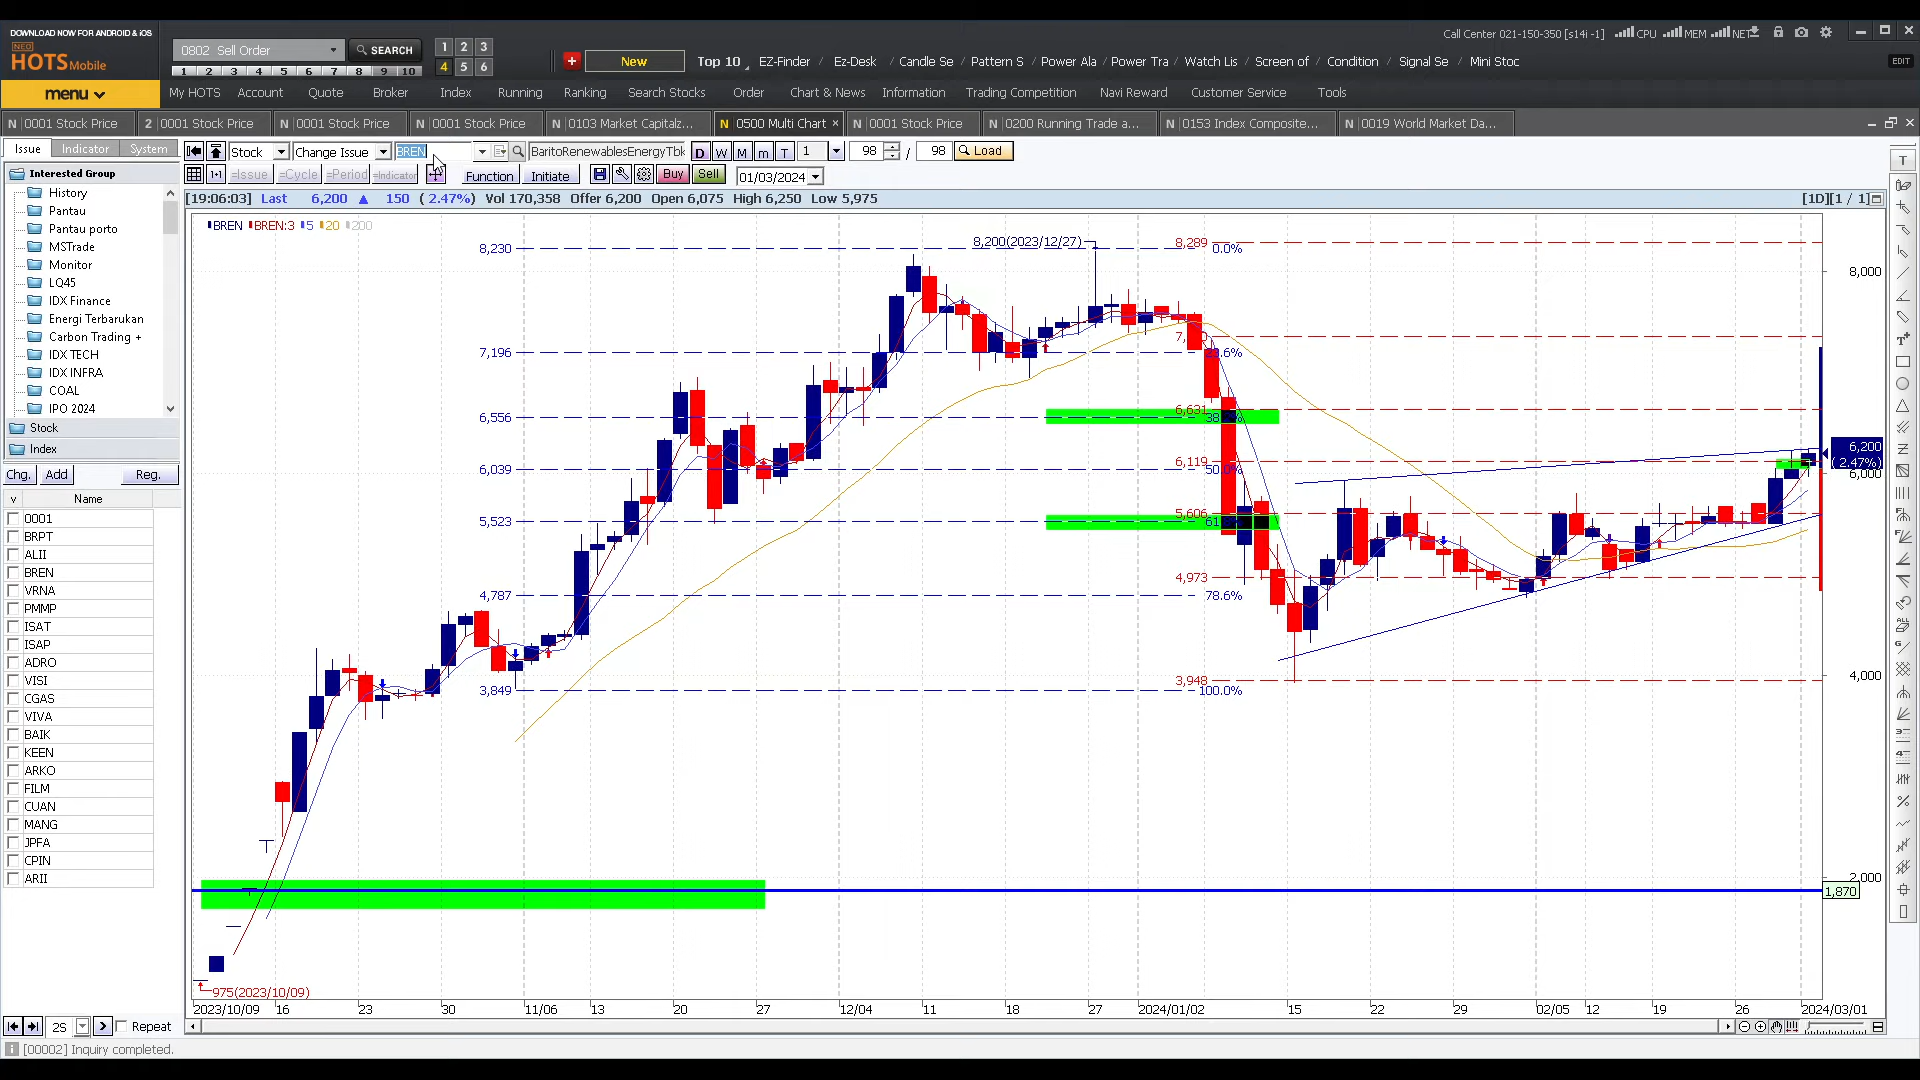 DOWNLOAD NOW FOR ANDROID & iOS
NEO
HOTS Mobile
0802 Sell Order
SEARCH
1 2 3 4 5 6 7 8 9 10
1 2 3
4 5 6
New
Top 10
EZ-Finder / Ez-Desk / Candle Se / Pattern S / Power Ala / Power Tra / Watch Lis / Screen of / Condition / Signal Se / Mini Stoc
Call Center 021-150-350 [s14i -1] CPU MEM NET
EDIT
menu
My HOTS Account Quote Broker Index Running Ranking Search Stocks Order Chart & News Information Trading Competition Navi Reward Customer Service Tools
N 0001 Stock Price 2 0001 Stock Price N 0001 Stock Price N 0001 Stock Price N 0103 Market Capitalz... N 0500 Multi Chart × N 0001 Stock Price N 0200 Running Trade a... N 0153 Index Composite... N 0019 World Market Da...
Issue Indicator System
Stock Change Issue BREN BaritoRenewablesEnergyTbk D W M m T 1 98 / 98 Load
=Issue =Cycle =Period =Indicator Function Initiate Buy Sell 01/03/2024
[19:06:03] Last 6,200 ▲ 150 ( 2.47%) Vol 170,358 Offer 6,200 Open 6,075 High 6,250 Low 5,975 [1D][1 / 1]
Interested Group
History
Pantau
Pantau porto
MSTrade
Monitor
LQ45
IDX Finance
Energi Terbarukan
Carbon Trading +
IDX TECH
IDX INFRA
COAL
IPO 2024
Stock
Index
Chg. Add Reg.
v Name
0001
BRPT
ALII
BREN
VRNA
PMMP
ISAT
ISAP
ADRO
VISI
CGAS
VIVA
BAIK
KEEN
ARKO
FILM
CUAN
MANG
JPFA
CPIN
ARII
2S Repeat
[00002] Inquiry completed.
BREN BREN:3 5 20 200
8,200(2023/12/27)
8,230 0.0%
7,196
6,556
6,039 50.0%
5,523
4,787 78.6%
3,849 100.0%
8,289
6,631
6,119
5,606
4,973
3,948
8,000
6,200
( 2.47%)
6,000
4,000
2,000
1,870
975(2023/10/09)
2023/10/09 16 23 30 11/06 13 20 27 12/04 11 18 27 2024/01/02 15 22 29 02/05 12 19 26 2024/03/01